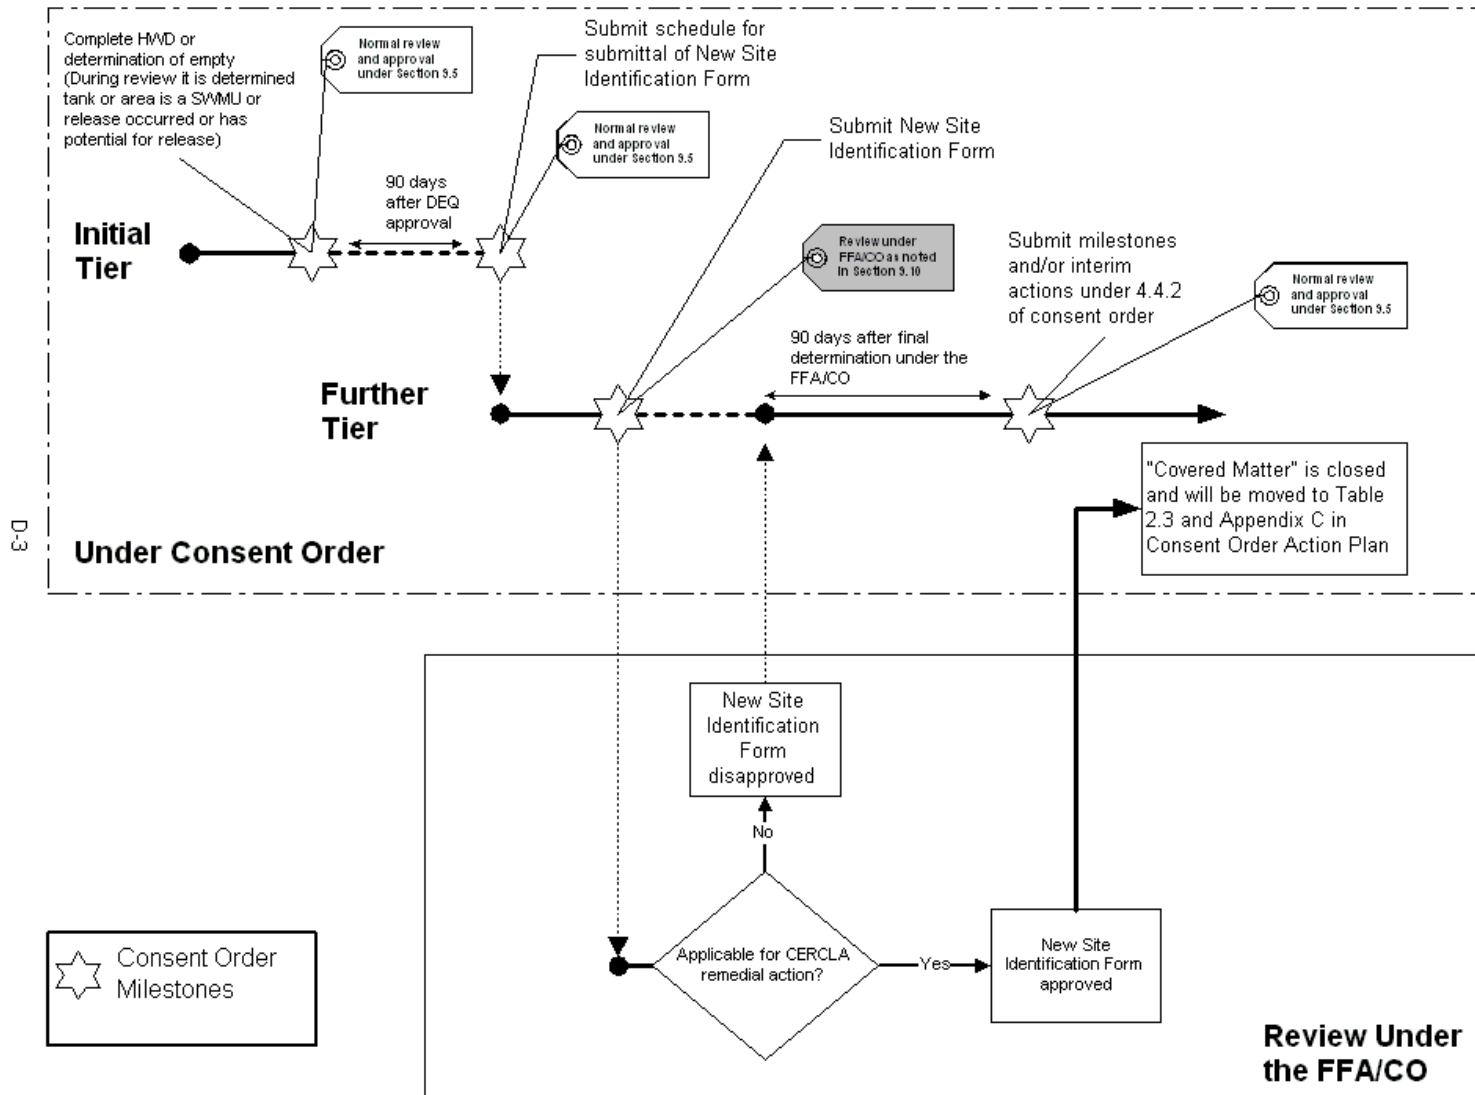 Complete HWD or
determination of empty
(During review it is determined
tank or area is a SWMU or
release occurred or has
potential for release)
Normal review
and approval
under Section 9.5
Submit schedule for
submittal of New Site
Identification Form
Normal review
and approval
under Section 9.5
Submit New Site
Identification Form
90 days
after DEQ
approval
Initial
Tier
Review under
FFA/CO as noted
in Section 9.10
Submit milestones
and/or interim
actions under 4.4.2
of consent order
Normal review
and approval
under Section 9.5
90 days after final
determination under the
FFA/CO
Further
Tier
"Covered Matter" is closed
and will be moved to Table
2.3 and Appendix C in
Consent Order Action Plan
D-3
Under Consent Order
New Site
Identification
Form
disapproved
No
Applicable for CERCLA
remedial action?
Yes
New Site
Identification Form
approved
Consent Order
Milestones
Review Under
the FFA/CO